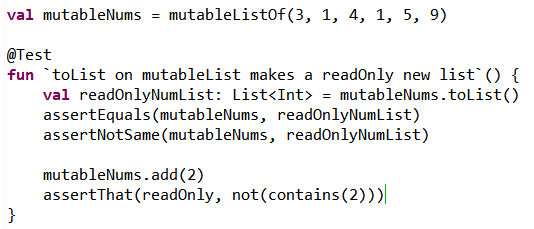 val mutableNums = mutableListOf(3, 1, 4, 1, 5, 9)
@Test
fun `toList on mutableList makes a readOnly new list`() {
val readOnlyNumList: List<Int> = mutableNums.toList()
assertEquals(mutableNums, readOnlyNumList)
assertNotSame(mutableNums, readOnlyNumList)
mutableNums.add(2)
assertThat(readOnly, not(contains(2)))
}